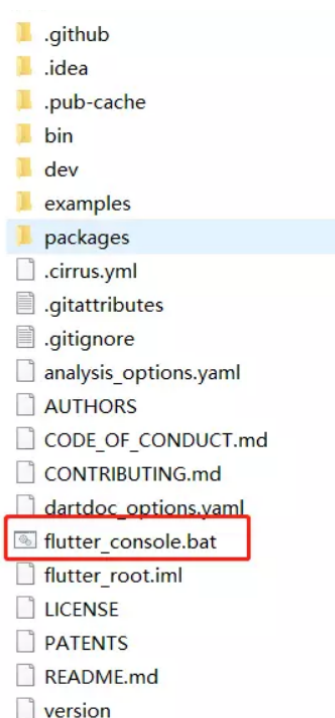 .github
.idea
.pub-cache
bin
dev
examples
packages
.cirrus.yml
.gitattributes
.gitignore
analysis_options.yaml
AUTHORS
CODE_OF_CONDUCT.md
CONTRIBUTING.md
dartdoc_options.yaml
flutter_console.bat
flutter_root.iml
LICENSE
PATENTS
README.md
version